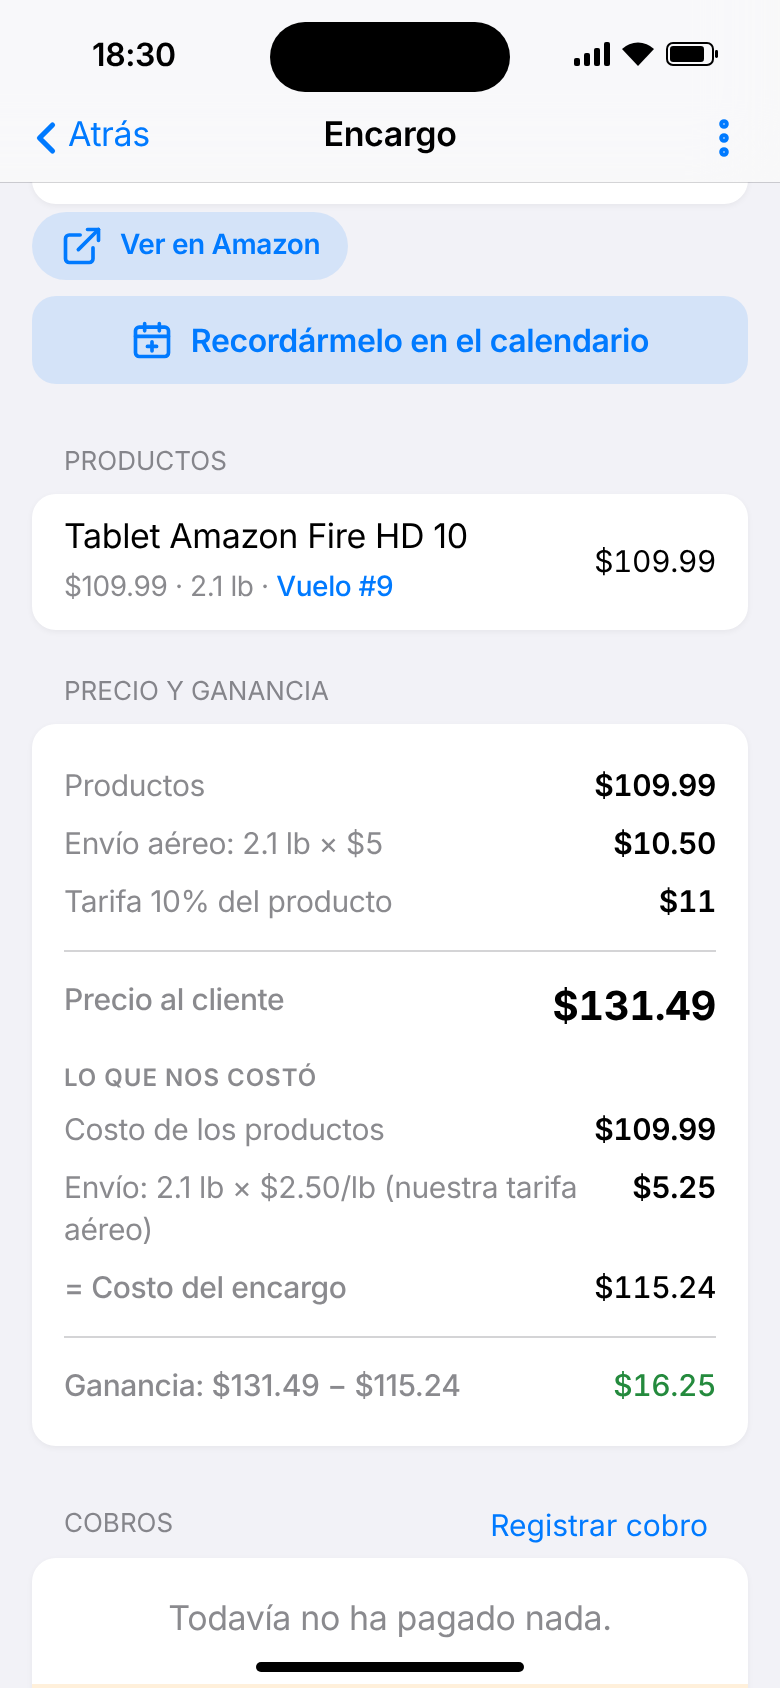 18:30
Atrás
Encargo
Ver en Amazon
Recordármelo en el calendario
PRODUCTOS
Tablet Amazon Fire HD 10
$109.99
$109.99 · 2.1 lb · Vuelo #9
PRECIO Y GANANCIA
Productos $109.99
Envío aéreo: 2.1 lb × $5 $10.50
Tarifa 10% del producto $11
Precio al cliente $131.49
LO QUE NOS COSTÓ
Costo de los productos $109.99
Envío: 2.1 lb × $2.50/lb (nuestra tarifa $5.25
aéreo)
= Costo del encargo $115.24
Ganancia: $131.49 − $115.24 $16.25
COBROS Registrar cobro
Todavía no ha pagado nada.